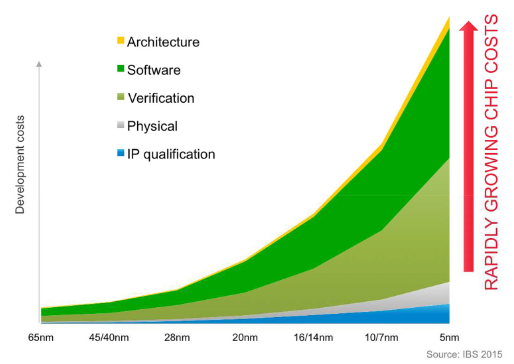 Architecture
Software
Verification
Physical
IP qualification
Development costs
RAPIDLY GROWING CHIP COSTS
65nm 45/40nm 28nm 20nm 16/14nm 10/7nm 5nm
Source: IBS 2015